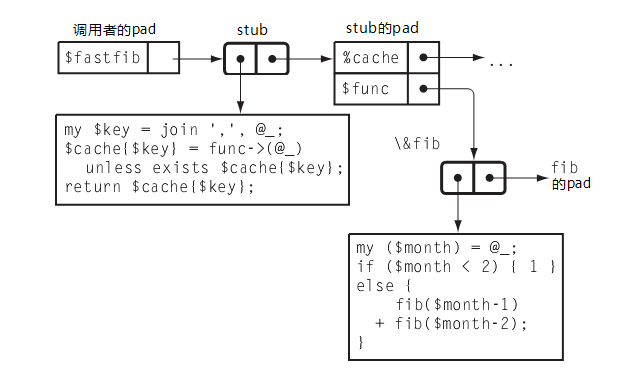 调用者的pad
stub
stub的pad
$fastfib
%cache
...
$func
my $key = join ',', @_;
$cache{$key} = func->(@_)
unless exists $cache{$key};
return $cache{$key};
\&fib
fib
的pad
my ($month) = @_;
if ($month < 2) { 1 }
else {
fib($month-1)
+ fib($month-2);
}